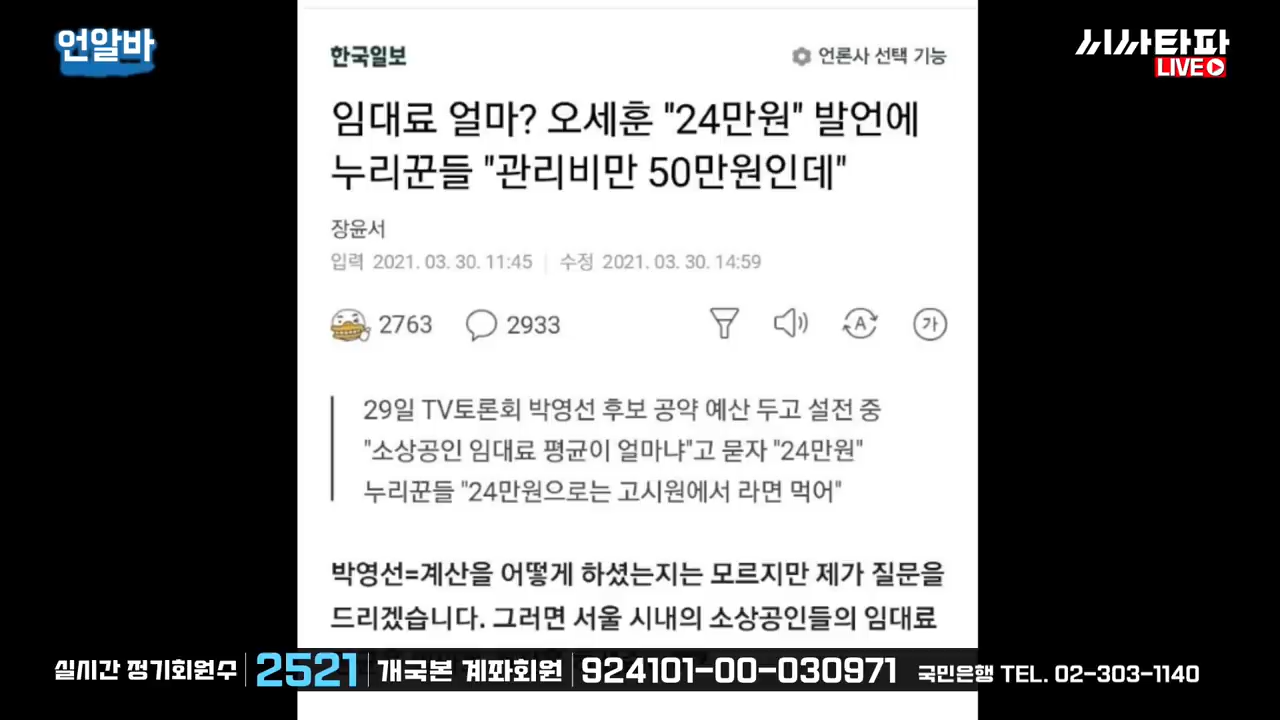 언알바
시사타파
LIVE
한국일보
언론사 선택 기능
임대료 얼마? 오세훈 "24만원" 발언에
누리꾼들 "관리비만 50만원인데"
장윤서
입력 2021. 03. 30. 11:45 수정 2021. 03. 30. 14:59
2763 2933
A
가
29일 TV토론회 박영선 후보 공약 예산 두고 설전 중
"소상공인 임대료 평균이 얼마냐"고 묻자 "24만원"
누리꾼들 "24만원으로는 고시원에서 라면 먹어"
박영선=계산을 어떻게 하셨는지는 모르지만 제가 질문을
드리겠습니다. 그러면 서울 시내의 소상공인들의 임대료
실시간 정기회원수 2521 개국본 계좌회원 924101-00-030971 국민은행 TEL. 02-303-1140